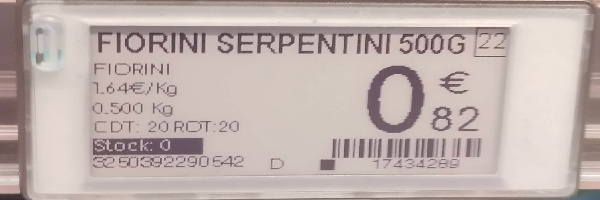 FIORINI SERPENTINI 500G 22
FIORINI
1.64€/Kg
0.500 Kg
CDT: 20 RDT:20
Stock: 0
3250392290542 D
0€82
17434289